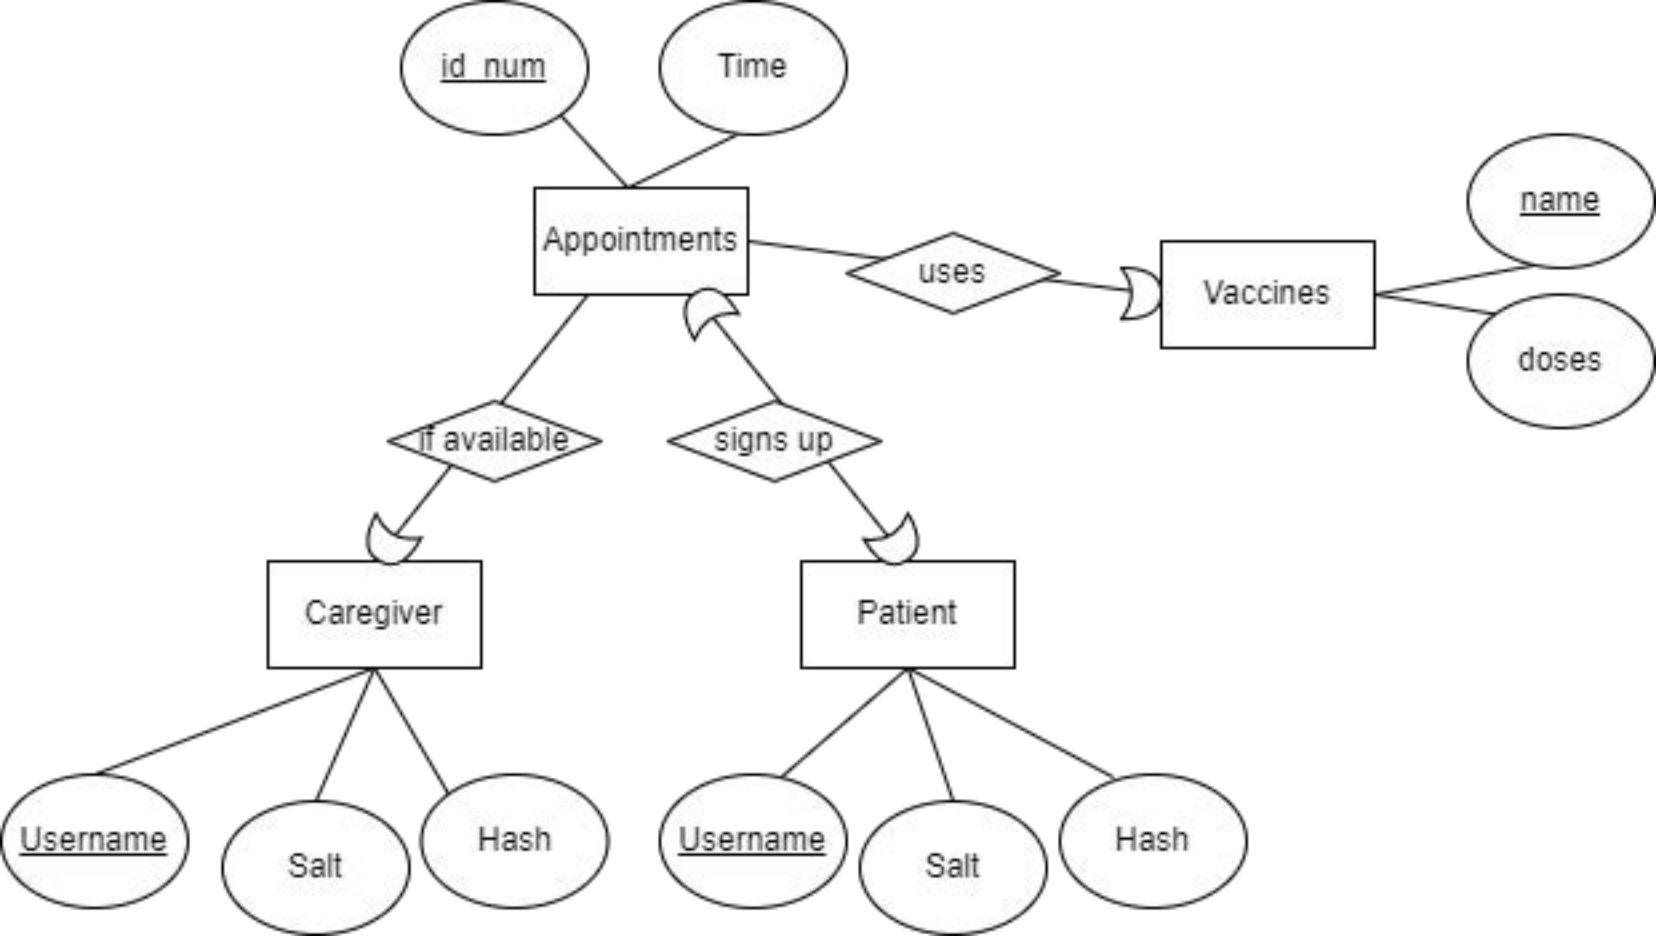 id_num
Time
name
Appointments
uses
Vaccines
doses
if available
signs up
Caregiver
Patient
Username
Salt
Hash
Username
Salt
Hash